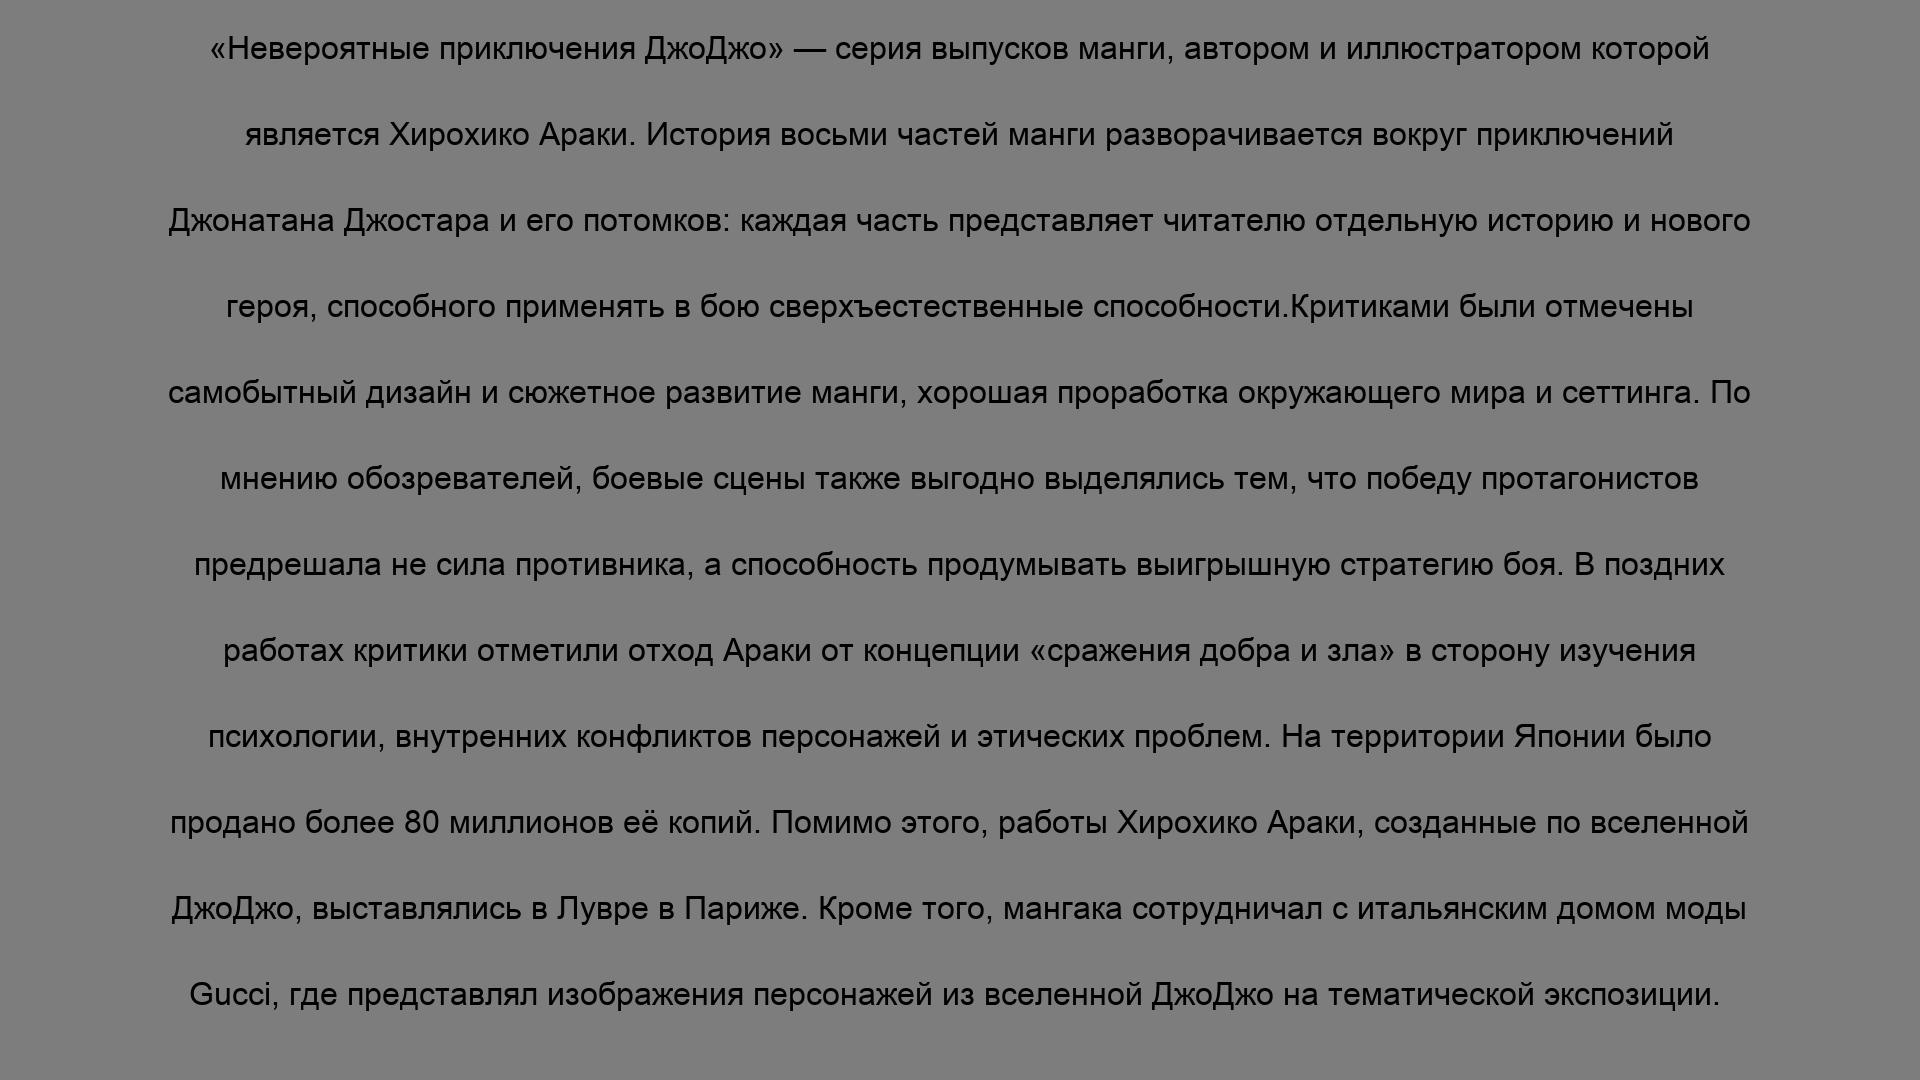 «Невероятные приключения ДжоДжо» — серия выпусков манги, автором и иллюстратором которой
является Хирохико Араки. История восьми частей манги разворачивается вокруг приключений
Джонатана Джостара и его потомков: каждая часть представляет читателю отдельную историю и нового
героя, способного применять в бою сверхъестественные способности.Критиками были отмечены
самобытный дизайн и сюжетное развитие манги, хорошая проработка окружающего мира и сеттинга. По
мнению обозревателей, боевые сцены также выгодно выделялись тем, что победу протагонистов
предрешала не сила противника, а способность продумывать выигрышную стратегию боя. В поздних
работах критики отметили отход Араки от концепции «сражения добра и зла» в сторону изучения
психологии, внутренних конфликтов персонажей и этических проблем. На территории Японии было
продано более 80 миллионов её копий. Помимо этого, работы Хирохико Араки, созданные по вселенной
ДжоДжо, выставлялись в Лувре в Париже. Кроме того, мангака сотрудничал с итальянским домом моды
Gucci, где представлял изображения персонажей из вселенной ДжоДжо на тематической экспозиции.